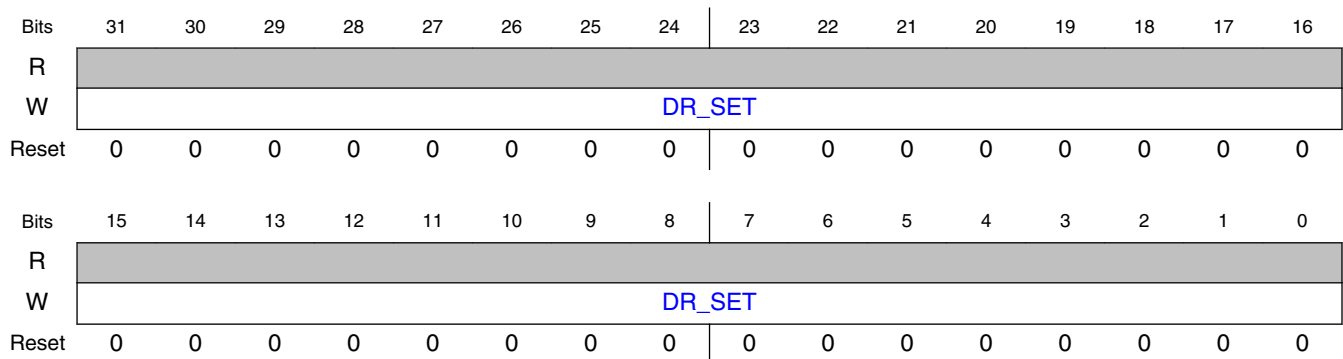 Bits 31 30 29 28 27 26 25 24 23 22 21 20 19 18 17 16
R
W DR_SET
Reset 0 0 0 0 0 0 0 0 0 0 0 0 0 0 0 0
Bits 15 14 13 12 11 10 9 8 7 6 5 4 3 2 1 0
R
W DR_SET
Reset 0 0 0 0 0 0 0 0 0 0 0 0 0 0 0 0